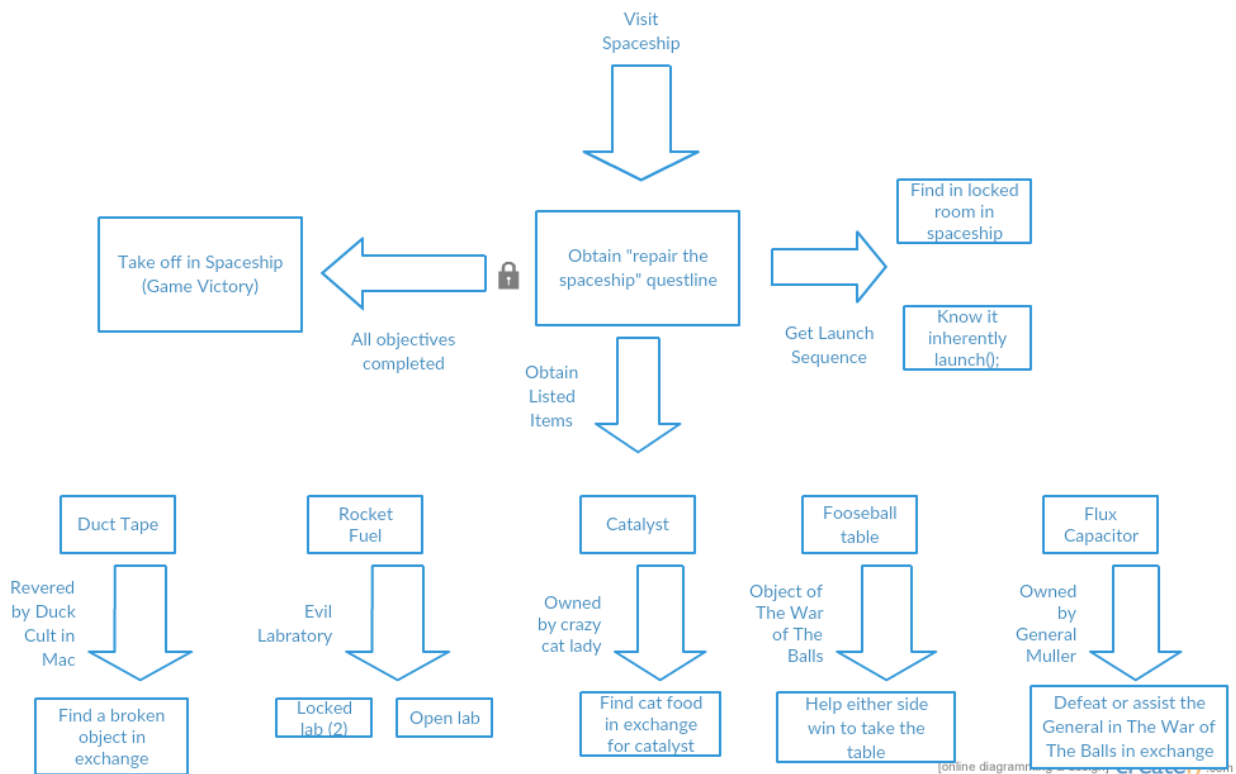 Visit
Spaceship
Find in locked
room in
spaceship
Take off in Spaceship
(Game Victory)
Obtain "repair the
spaceship" questline
Know it
inherently
launch();
All objectives
completed
Get Launch
Sequence
Obtain
Listed
Items
Duct Tape
Rocket
Fuel
Catalyst
Fooseball
table
Flux
Capacitor
Revered
by Duck
Cult in
Mac
Evil
Labratory
Owned
by crazy
cat lady
Object of
The War
of The
Balls
Owned
by
General
Muller
Find a broken
object in
exchange
Locked
lab (2)
Open lab
Find cat food
in exchange
for catalyst
Help either side
win to take the
table
Defeat or assist the
General in The War of
The Balls in exchange
[online diagramming & design] creately.com